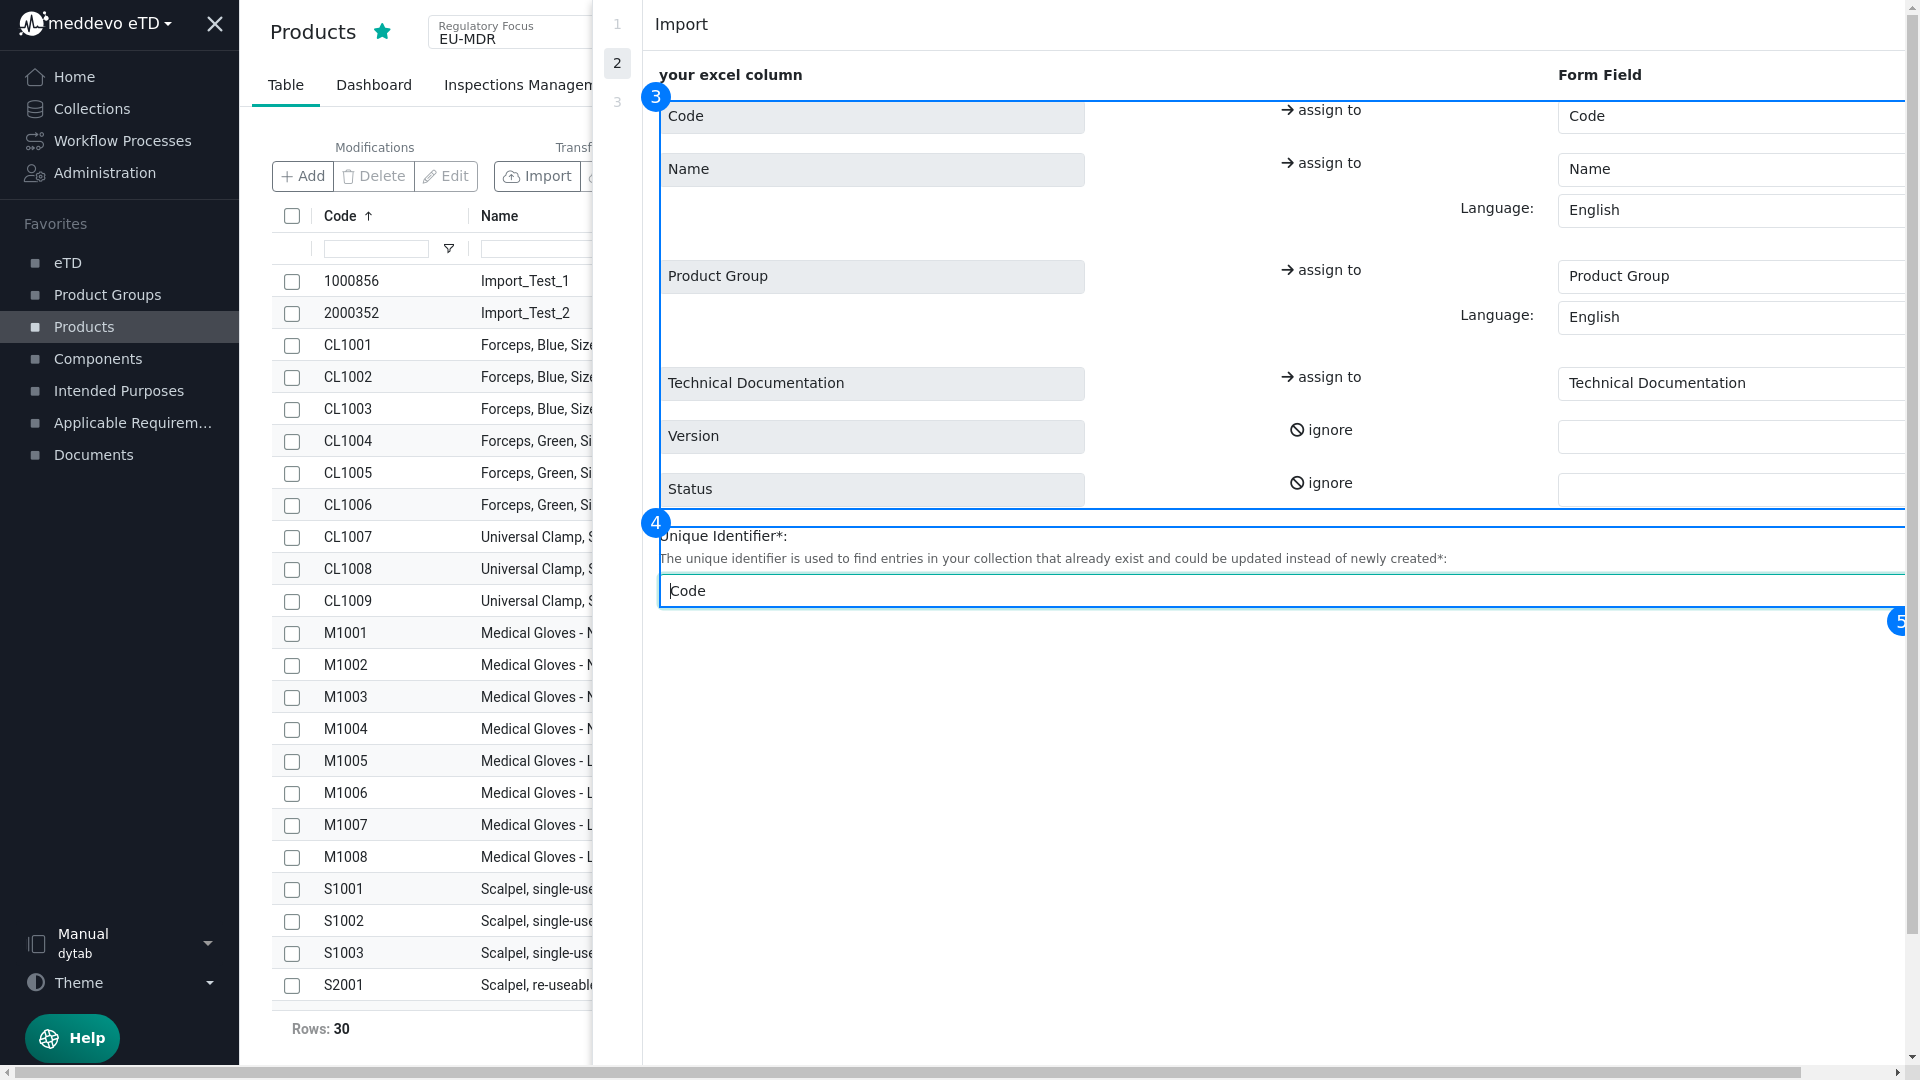 meddevo eTD
Home
Collections
Workflow Processes
Administration
Favorites
eTD
Product Groups
Products
Components
Intended Purposes
Applicable Requirem...
Documents
Manual
dytab
Theme
Help
Products
Regulatory Focus
EU-MDR
Table
Dashboard
Inspections Managem
Modifications
Transf
Add
Delete
Edit
Import
Code
Name
1000856 Import_Test_1
2000352 Import_Test_2
CL1001 Forceps, Blue, Size
CL1002 Forceps, Blue, Size
CL1003 Forceps, Blue, Size
CL1004 Forceps, Green, Si
CL1005 Forceps, Green, Si
CL1006 Forceps, Green, Si
CL1007 Universal Clamp, S
CL1008 Universal Clamp, S
CL1009 Universal Clamp, S
M1001 Medical Gloves - N
M1002 Medical Gloves - N
M1003 Medical Gloves - N
M1004 Medical Gloves - N
M1005 Medical Gloves - L
M1006 Medical Gloves - L
M1007 Medical Gloves - L
M1008 Medical Gloves - L
S1001 Scalpel, single-use
S1002 Scalpel, single-use
S1003 Scalpel, single-use
S2001 Scalpel, re-useabl
Rows: 30
1
2
3
Import
your excel column
Form Field
3
Code → assign to Code
Name → assign to Name
Language: English
Product Group → assign to Product Group
Language: English
Technical Documentation → assign to Technical Documentation
Version ignore
Status ignore
4
Unique Identifier*:
The unique identifier is used to find entries in your collection that already exist and could be updated instead of newly created*:
Code
5